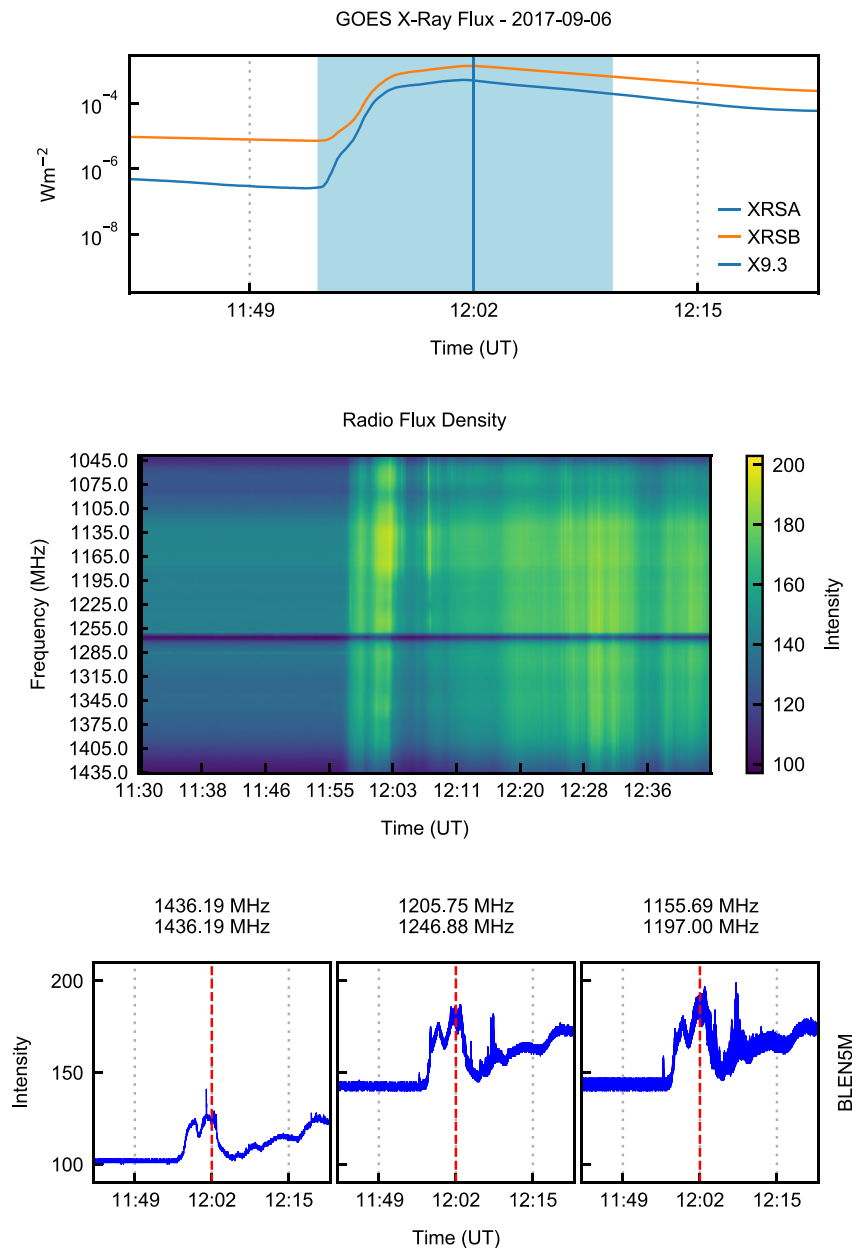 GOES X-Ray Flux - 2017-09-06
10⁻⁴
10⁻⁶
10⁻⁸
Wm⁻²
XRSA
XRSB
X9.3
11:49 12:02 12:15
Time (UT)
Radio Flux Density
1045.0
1075.0
1105.0
1135.0
1165.0
1195.0
1225.0
1255.0
1285.0
1315.0
1345.0
1375.0
1405.0
1435.0
Frequency (MHz)
11:30 11:38 11:46 11:55 12:03 12:11 12:20 12:28 12:36
Time (UT)
200
180
160
140
120
100
Intensity
1436.19 MHz 1205.75 MHz 1155.69 MHz
1436.19 MHz 1246.88 MHz 1197.00 MHz
200
150
100
Intensity
BLEN5M
11:49 12:02 12:15 11:49 12:02 12:15 11:49 12:02 12:15
Time (UT)